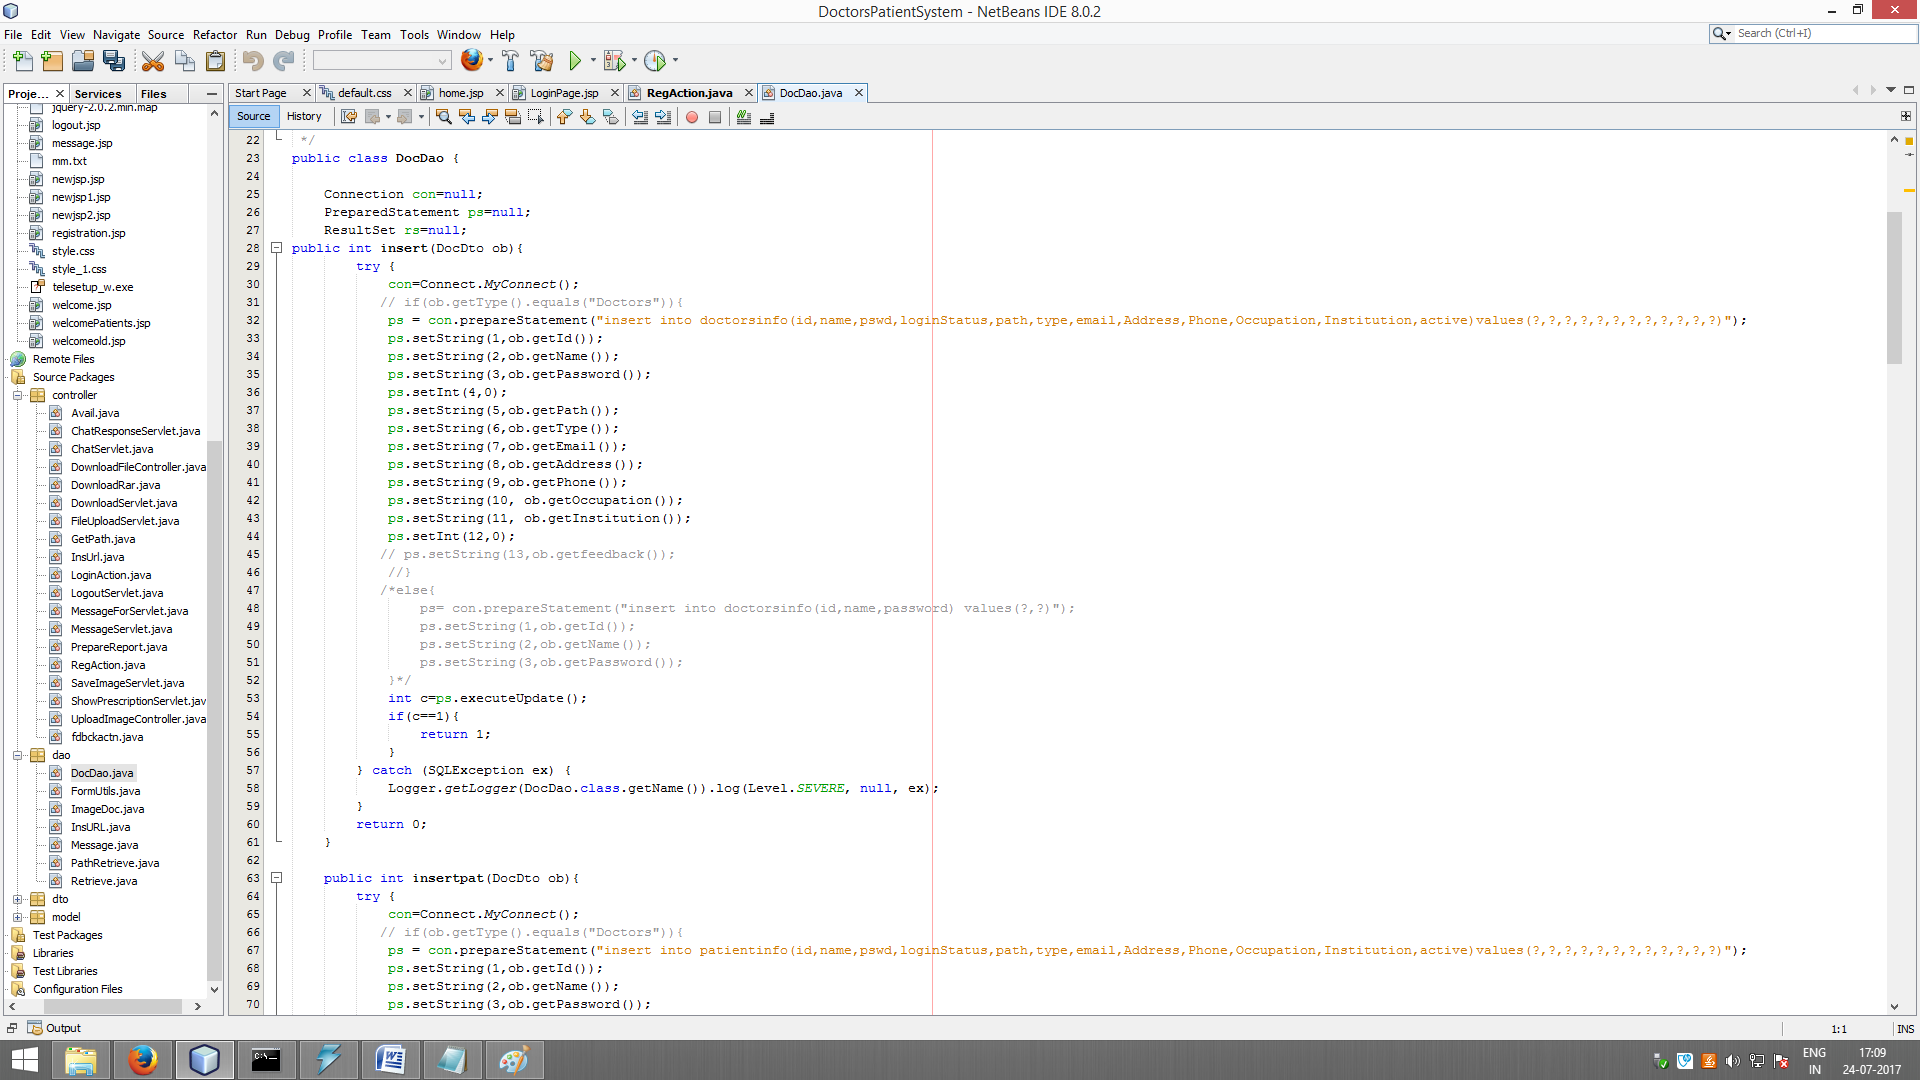 DoctorsPatientSystem - NetBeans IDE 8.0.2
File Edit View Navigate Source Refactor Run Debug Profile Team Tools Window Help
Search (Ctrl+I)
Proje... Services Files
Start Page default.css home.jsp LoginPage.jsp RegAction.java DocDao.java
Source History
jquery-2.0.2.min.map
logout.jsp
message.jsp
mm.txt
newjsp.jsp
newjsp1.jsp
newjsp2.jsp
registration.jsp
style.css
style_1.css
telesetup_w.exe
welcome.jsp
welcomePatients.jsp
welcomeold.jsp
Remote Files
Source Packages
controller
Avail.java
ChatResponseServlet.java
ChatServlet.java
DownloadFileController.java
DownloadRar.java
DownloadServlet.java
FileUploadServlet.java
GetPath.java
InsUrl.java
LoginAction.java
LogoutServlet.java
MessageForServlet.java
MessageServlet.java
PrepareReport.java
RegAction.java
SaveImageServlet.java
ShowPrescriptionServlet.jav
UploadImageController.java
fdbckactn.java
dao
DocDao.java
FormUtils.java
ImageDoc.java
InsURL.java
Message.java
PathRetrieve.java
Retrieve.java
dto
model
Test Packages
Libraries
Test Libraries
Configuration Files
22 */
23 public class DocDao {
24
25 Connection con=null;
26 PreparedStatement ps=null;
27 ResultSet rs=null;
28 public int insert(DocDto ob){
29 try {
30 con=Connect.MyConnect();
31 // if(ob.getType().equals("Doctors")){
32 ps = con.prepareStatement("insert into doctorsinfo(id,name,pswd,loginStatus,path,type,email,Address,Phone,Occupation,Institution,active)values(?,?,?,?,?,?,?,?,?,?,?,?)");
33 ps.setString(1,ob.getId());
34 ps.setString(2,ob.getName());
35 ps.setString(3,ob.getPassword());
36 ps.setInt(4,0);
37 ps.setString(5,ob.getPath());
38 ps.setString(6,ob.getType());
39 ps.setString(7,ob.getEmail());
40 ps.setString(8,ob.getAddress());
41 ps.setString(9,ob.getPhone());
42 ps.setString(10, ob.getOccupation());
43 ps.setString(11, ob.getInstitution());
44 ps.setInt(12,0);
45 // ps.setString(13,ob.getfeedback());
46 //}
47 /*else{
48 ps= con.prepareStatement("insert into doctorsinfo(id,name,password) values(?,?)");
49 ps.setString(1,ob.getId());
50 ps.setString(2,ob.getName());
51 ps.setString(3,ob.getPassword());
52 }*/
53 int c=ps.executeUpdate();
54 if(c==1){
55 return 1;
56 }
57 } catch (SQLException ex) {
58 Logger.getLogger(DocDao.class.getName()).log(Level.SEVERE, null, ex);
59 }
60 return 0;
61 }
62
63 public int insertpat(DocDto ob){
64 try {
65 con=Connect.MyConnect();
66 // if(ob.getType().equals("Doctors")){
67 ps = con.prepareStatement("insert into patientinfo(id,name,pswd,loginStatus,path,type,email,Address,Phone,Occupation,Institution,active)values(?,?,?,?,?,?,?,?,?,?,?,?)");
68 ps.setString(1,ob.getId());
69 ps.setString(2,ob.getName());
70 ps.setString(3,ob.getPassword());
Output
1:1 INS
ENG 17:09
IN 24-07-2017